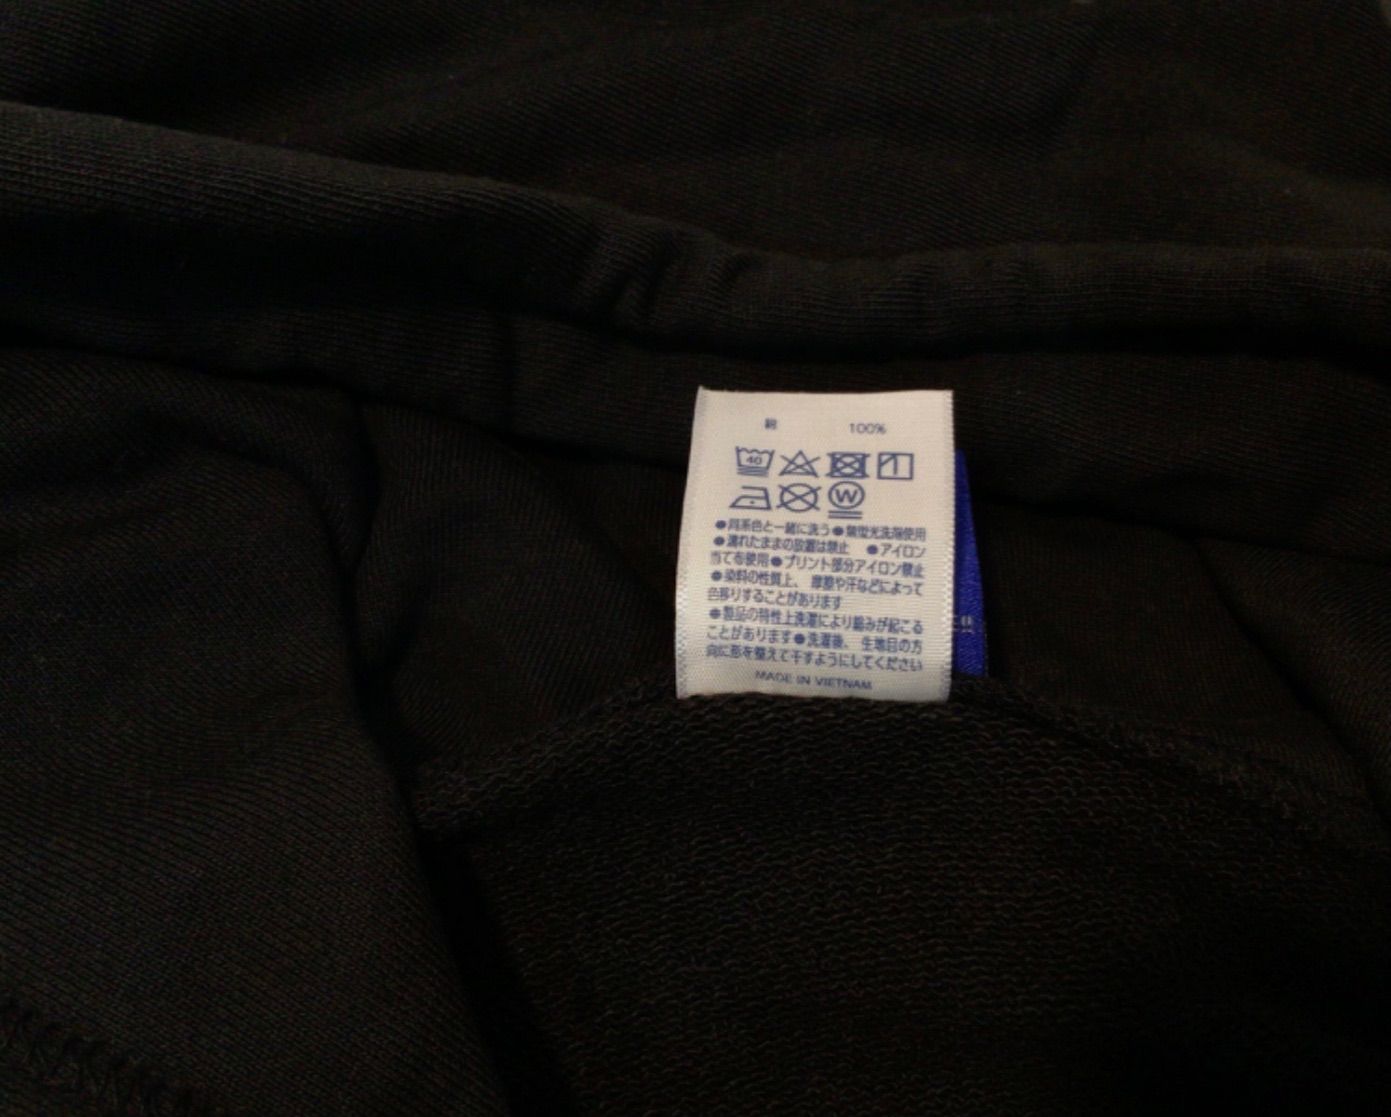 綿 100%
40
W
●同系色と一緒に洗う●無蛍光洗剤使用
●濡れたままの放置は禁止 ●アイロン
当て布使用●プリント部分アイロン禁止
●染料の性質上、摩擦や汗などによって
色移りすることがあります
●製品の特性上洗濯により縮みが起こる
ことがあります●洗濯後、生地目の方
向に形を整えて干すようにしてください
MADE IN VIETNAM